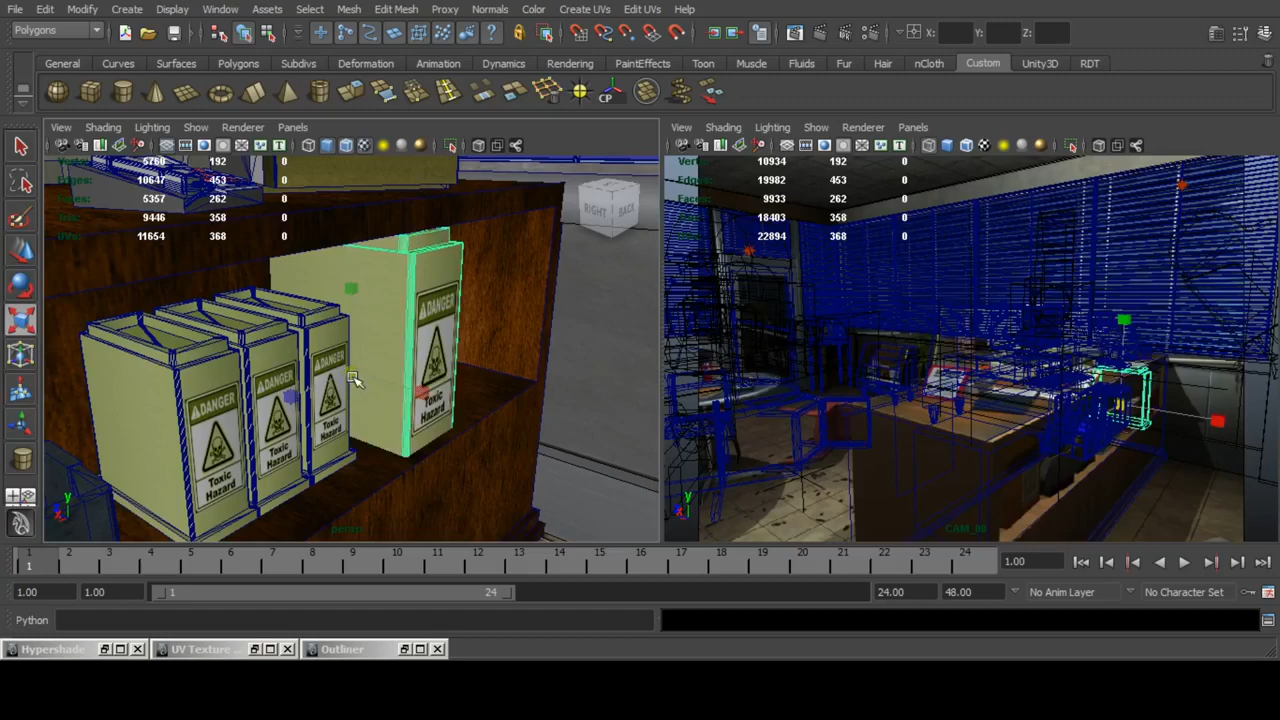 File Edit Modify Create Display Window Assets Select Mesh Edit Mesh Proxy Normals Color Create UVs Edit UVs Help
Polygons
X: Y: Z:
General Curves Surfaces Polygons Subdivs Deformation Animation Dynamics Rendering PaintEffects Toon Muscle Fluids Fur Hair nCloth Custom Unity3D RDT
CP
View Shading Lighting Show Renderer Panels
5760 192 0
Edges: 10647 453 0
5357 262 0
9446 358 0
UVs: 11654 368 0
RIGHT BACK
DANGER
Toxic
Hazard
DANGER
Toxic
Hazard
DANGER
Toxic
Hazard
DANGER
Toxic
Hazard
y
persp
View Shading Lighting Show Renderer Panels
10934 192 0
Edges: 19982 453 0
9933 262 0
18403 358 0
UVs: 22894 368 0
y
1 2 3 4 5 6 7 8 9 10 11 12 13 14 15 16 17 18 19 20 21 22 23 24
1
1.00
1.00 1.00 1 24 24.00 48.00 No Anim Layer No Character Set
Python
Hypershade UV Texture ... Outliner